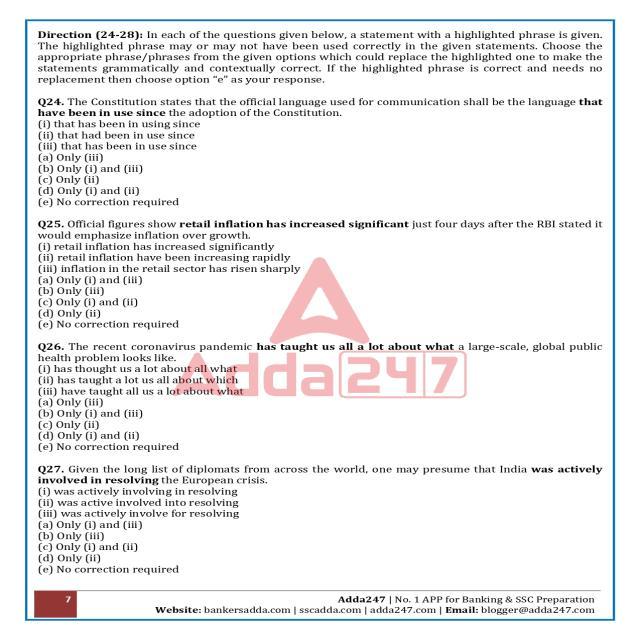 Direction (24-28): In each of the questions given below, a statement with a highlighted phrase is given.
The highlighted phrase may or may not have been used correctly in the given statements. Choose the
appropriate phrase/phrases from the given options which could replace the highlighted one to make the
statements grammatically and contextually correct. If the highlighted phrase is correct and needs no
replacement then choose option “e” as your response.
Q24. The Constitution states that the official language used for communication shall be the language that
have been in use since the adoption of the Constitution.
(i) that has been in using since
(ii) that had been in use since
(iii) that has been in use since
(a) Only (iii)
(b) Only (i) and (iii)
(c) Only (ii)
(d) Only (i) and (ii)
(e) No correction required
Q25. Official figures show retail inflation has increased significant just four days after the RBI stated it
would emphasize inflation over growth.
(i) retail inflation has increased significantly
(ii) retail inflation have been increasing rapidly
(iii) inflation in the retail sector has risen sharply
(a) Only (i) and (iii)
(b) Only (iii)
(c) Only (i) and (ii)
(d) Only (ii)
(e) No correction required
Q26. The recent coronavirus pandemic has taught us all a lot about what a large-scale, global public
health problem looks like.
(i) has thought us a lot about all what
(ii) has taught a lot us all about which
(iii) have taught all us a lot about what
(a) Only (iii)
(b) Only (i) and (iii)
(c) Only (ii)
(d) Only (i) and (ii)
(e) No correction required
Adda 247
Q27. Given the long list of diplomats from across the world, one may presume that India was actively
involved in resolving the European crisis.
(i) was actively involving in resolving
(ii) was active involved into resolving
(iii) was actively involve for resolving
(a) Only (i) and (iii)
(b) Only (iii)
(c) Only (i) and (ii)
(d) Only (ii)
(e) No correction required
7
Adda247 | No. 1 APP for Banking & SSC Preparation
Website: bankersadda.com | sscadda.com | adda247.com | Email: blogger@adda247.com